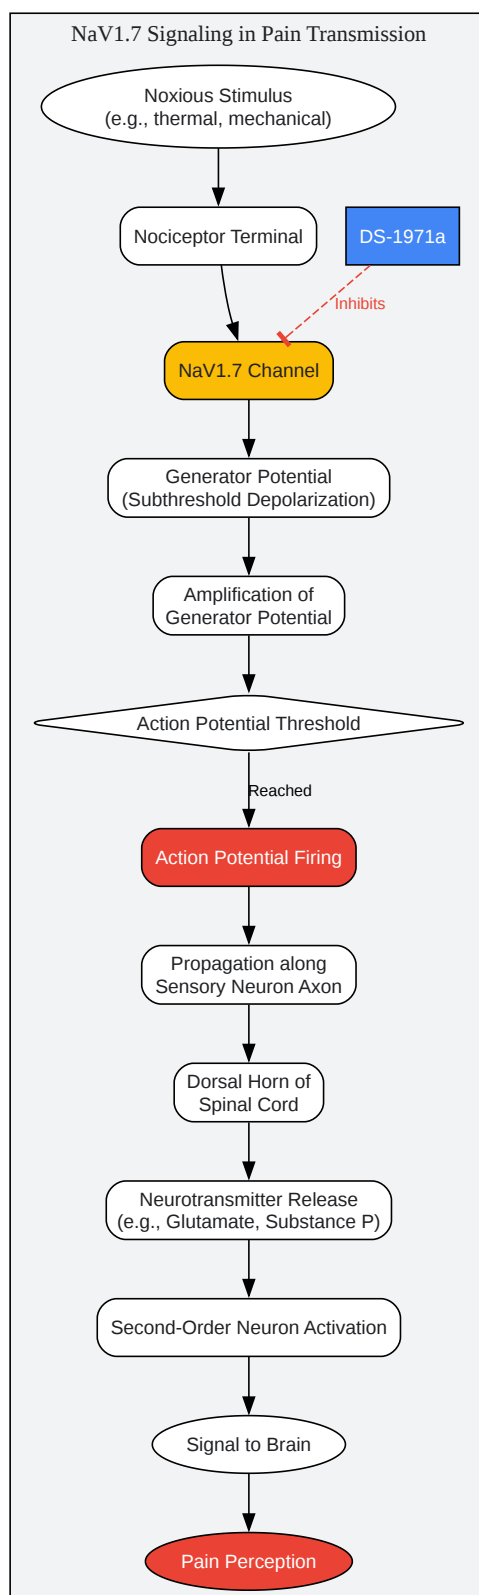 NaV1.7 Signaling in Pain Transmission
Noxious Stimulus
(e.g., thermal, mechanical)
Nociceptor Terminal
DS-1971a
Inhibits
NaV1.7 Channel
Generator Potential
(Subthreshold Depolarization)
Amplification of
Generator Potential
Action Potential Threshold
Reached
Action Potential Firing
Propagation along
Sensory Neuron Axon
Dorsal Horn of
Spinal Cord
Neurotransmitter Release
(e.g., Glutamate, Substance P)
Second-Order Neuron Activation
Signal to Brain
Pain Perception